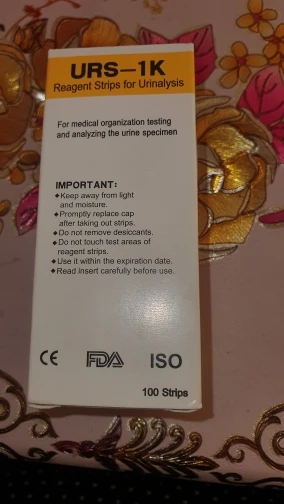 URS–1K
Reagent Strips for Urinalysis
For medical organization testing
and analyzing the urine specimen
IMPORTANT:
◆Keep away from light
and moisture.
◆Promptly replace cap
after taking out strips.
◆Do not remove desiccants.
◆Do not touch test areas of
reagent strips.
◆Use it within the expiration date.
◆Read insert carefully before use.
CE FDA ISO
100 Strips